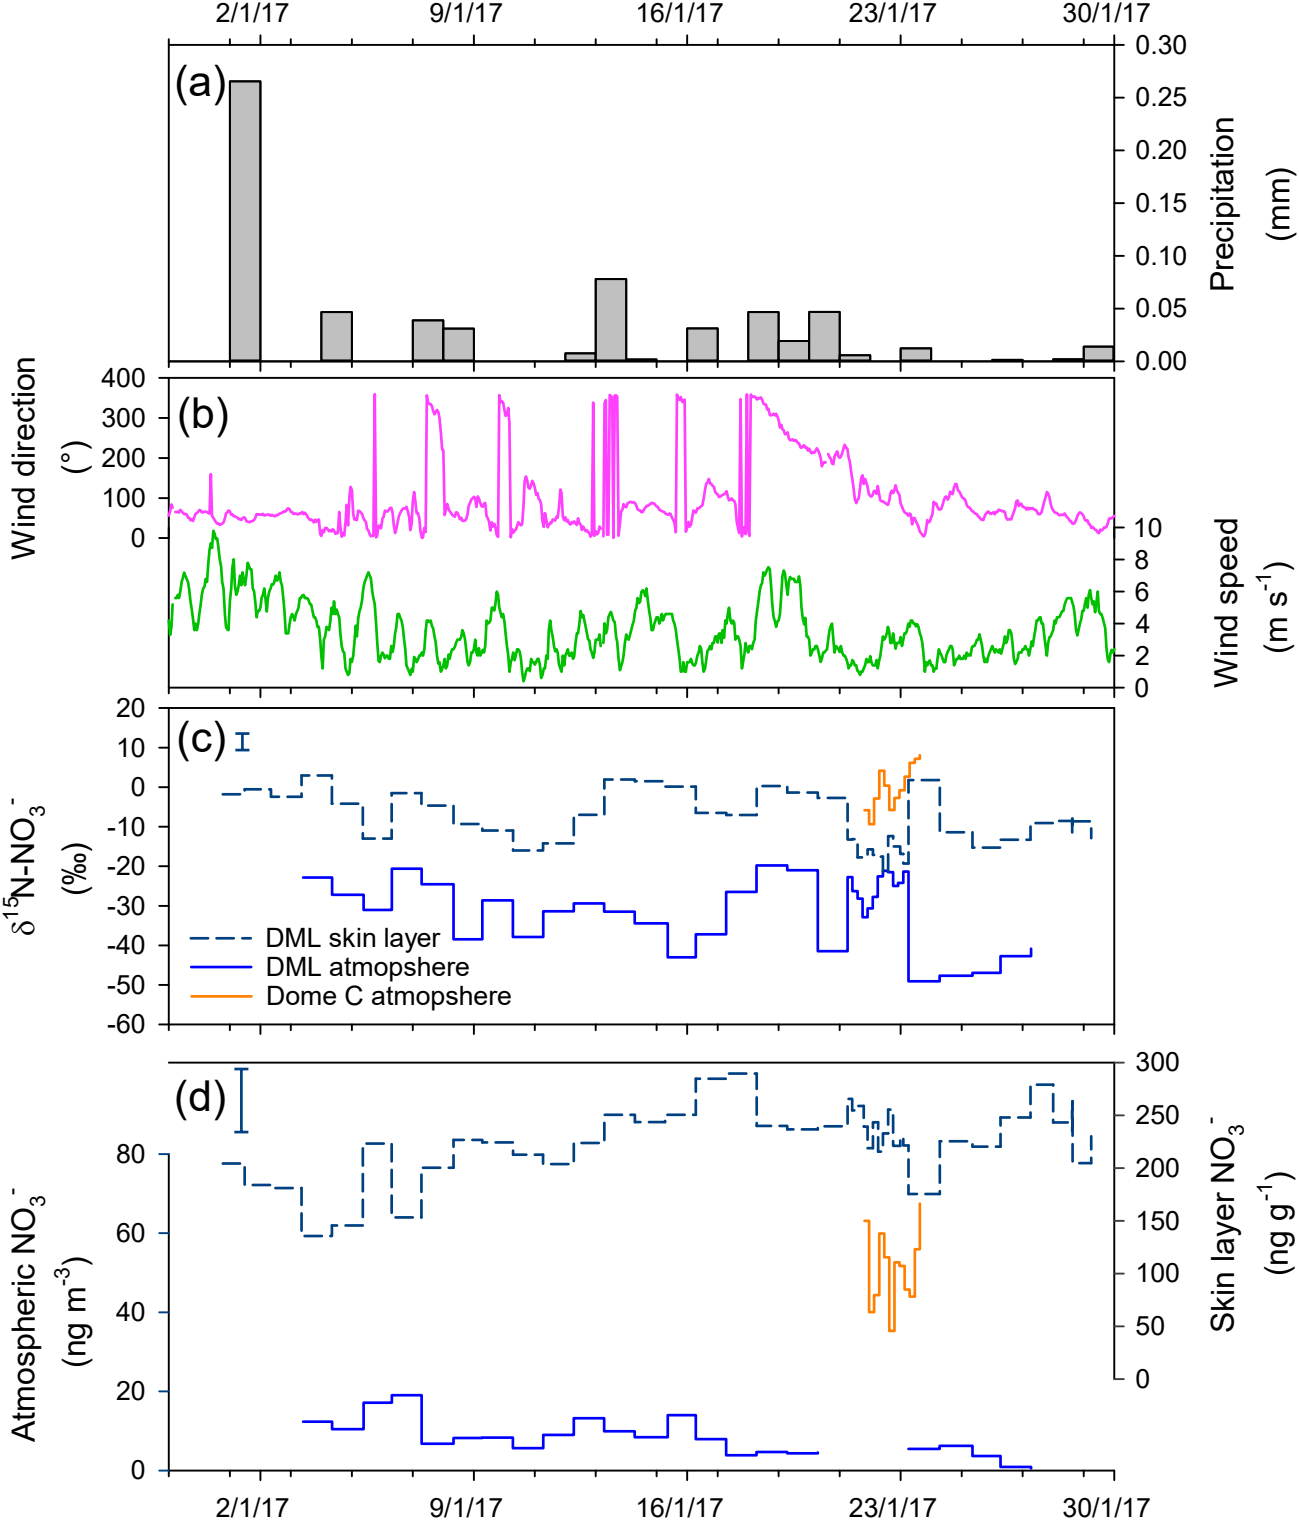 2/1/17 9/1/17 16/1/17 23/1/17 30/1/17
(a)
0.30
0.25
0.20
0.15
0.10
0.05
0.00
Precipitation
(mm)
(b)
400
300
200
100
0
Wind direction
(°)
10
8
6
4
2
0
Wind speed
(m s⁻¹)
(c)
20
10
0
-10
-20
-30
-40
-50
-60
δ¹⁵N-NO₃⁻
(‰)
DML skin layer
DML atmopshere
Dome C atmopshere
(d)
80
60
40
20
0
Atmospheric NO₃⁻
(ng m⁻³)
300
250
200
150
100
50
0
Skin layer NO₃⁻
(ng g⁻¹)
2/1/17 9/1/17 16/1/17 23/1/17 30/1/17